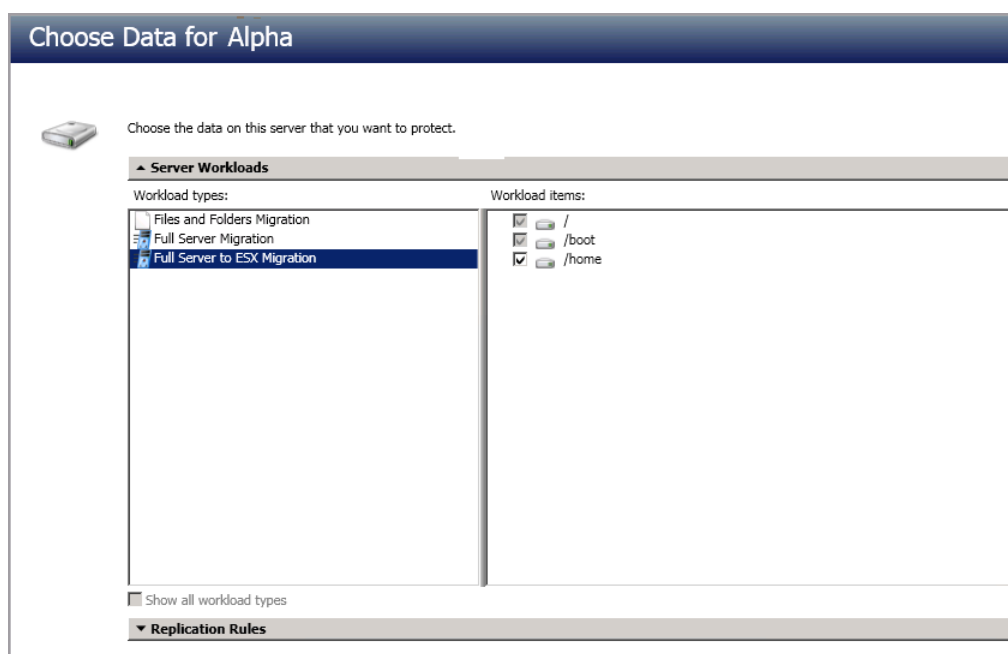 Choose Data for Alpha
Choose the data on this server that you want to protect.
Server Workloads
Workload types:
Workload items:
Files and Folders Migration
Full Server Migration
Full Server to ESX Migration
/
/boot
/home
Show all workload types
Replication Rules